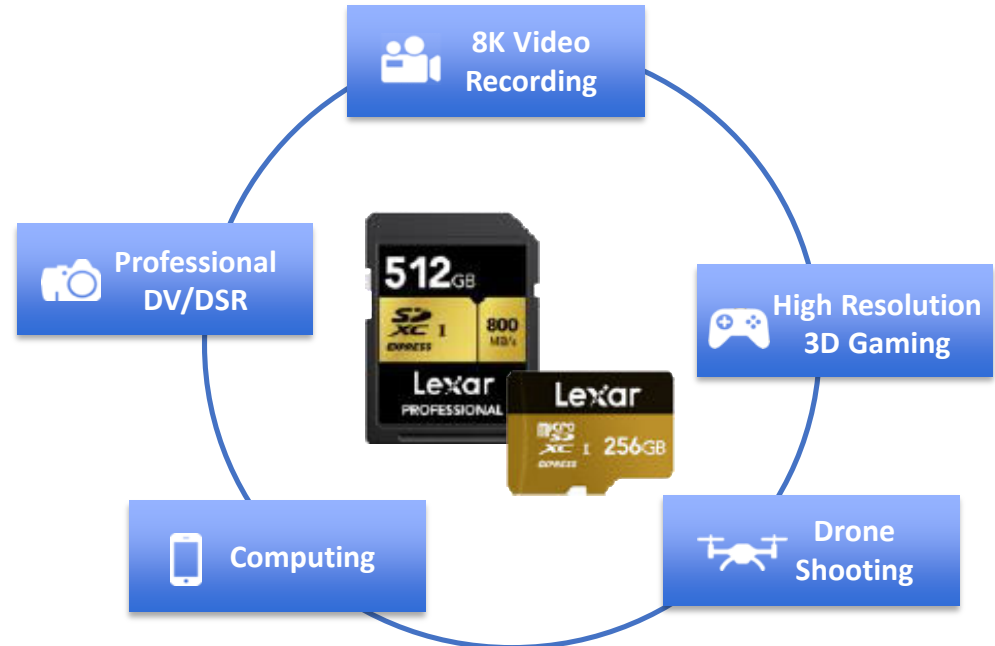 8K Video
Recording
Professional
DV/DSR
512GB
SD
XC I
EXPRESS
800
MB/s
Lexar
PROFESSIONAL
High Resolution
3D Gaming
Lexar
micro
SD
XC I
EXPRESS
256GB
Computing
Drone
Shooting